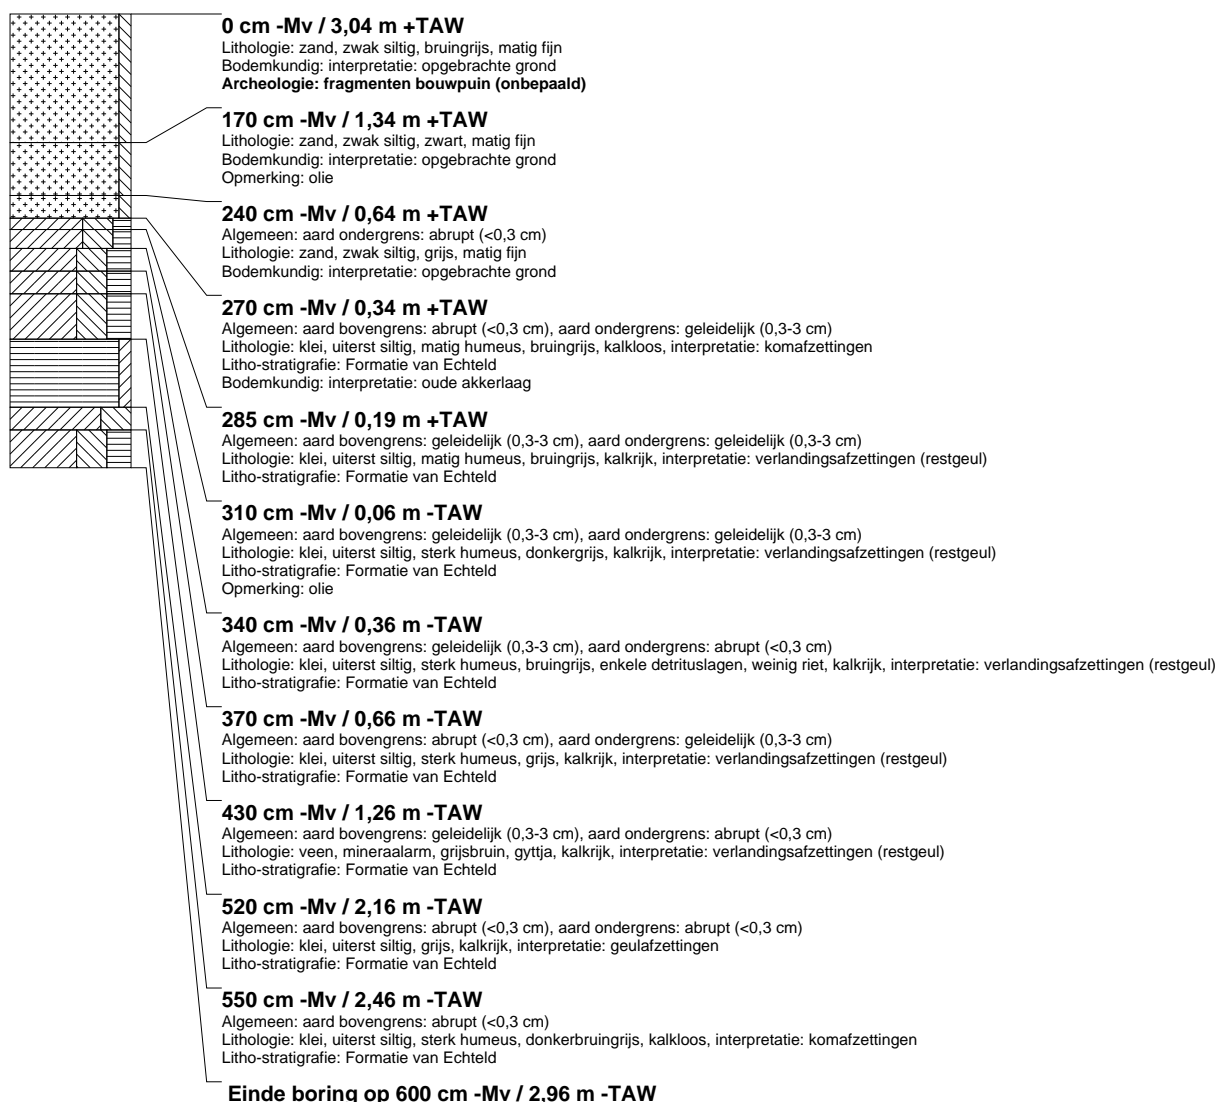 0 cm -Mv / 3,04 m +TAW
Lithologie: zand, zwak siltig, bruingrijs, matig fijn
Bodemkundig: interpretatie: opgebrachte grond
Archeologie: fragmenten bouwpuin (onbepaald)
170 cm -Mv / 1,34 m +TAW
Lithologie: zand, zwak siltig, zwart, matig fijn
Bodemkundig: interpretatie: opgebrachte grond
Opmerking: olie
240 cm -Mv / 0,64 m +TAW
Algemeen: aard ondergrens: abrupt (<0,3 cm)
Lithologie: zand, zwak siltig, grijs, matig fijn
Bodemkundig: interpretatie: opgebrachte grond
270 cm -Mv / 0,34 m +TAW
Algemeen: aard bovengrens: abrupt (<0,3 cm), aard ondergrens: geleidelijk (0,3-3 cm)
Lithologie: klei, uiterst siltig, matig humeus, bruingrijs, kalkloos, interpretatie: komafzettingen
Litho-stratigrafie: Formatie van Echteld
Bodemkundig: interpretatie: oude akkerlaag
285 cm -Mv / 0,19 m +TAW
Algemeen: aard bovengrens: geleidelijk (0,3-3 cm), aard ondergrens: geleidelijk (0,3-3 cm)
Lithologie: klei, uiterst siltig, matig humeus, bruingrijs, kalkrijk, interpretatie: verlandingsafzettingen (restgeul)
Litho-stratigrafie: Formatie van Echteld
310 cm -Mv / 0,06 m -TAW
Algemeen: aard bovengrens: geleidelijk (0,3-3 cm), aard ondergrens: geleidelijk (0,3-3 cm)
Lithologie: klei, uiterst siltig, sterk humeus, donkergrijs, kalkrijk, interpretatie: verlandingsafzettingen (restgeul)
Litho-stratigrafie: Formatie van Echteld
Opmerking: olie
340 cm -Mv / 0,36 m -TAW
Algemeen: aard bovengrens: geleidelijk (0,3-3 cm), aard ondergrens: abrupt (<0,3 cm)
Lithologie: klei, uiterst siltig, sterk humeus, bruingrijs, enkele detrituslagen, weinig riet, kalkrijk, interpretatie: verlandingsafzettingen (restgeul)
Litho-stratigrafie: Formatie van Echteld
370 cm -Mv / 0,66 m -TAW
Algemeen: aard bovengrens: abrupt (<0,3 cm), aard ondergrens: geleidelijk (0,3-3 cm)
Lithologie: klei, uiterst siltig, sterk humeus, grijs, kalkrijk, interpretatie: verlandingsafzettingen (restgeul)
Litho-stratigrafie: Formatie van Echteld
430 cm -Mv / 1,26 m -TAW
Algemeen: aard bovengrens: geleidelijk (0,3-3 cm), aard ondergrens: abrupt (<0,3 cm)
Lithologie: veen, mineraalarm, grijsbruin, gyttja, kalkrijk, interpretatie: verlandingsafzettingen (restgeul)
Litho-stratigrafie: Formatie van Echteld
520 cm -Mv / 2,16 m -TAW
Algemeen: aard bovengrens: abrupt (<0,3 cm), aard ondergrens: abrupt (<0,3 cm)
Lithologie: klei, uiterst siltig, grijs, kalkrijk, interpretatie: geulafzettingen
Litho-stratigrafie: Formatie van Echteld
550 cm -Mv / 2,46 m -TAW
Algemeen: aard bovengrens: abrupt (<0,3 cm)
Lithologie: klei, uiterst siltig, sterk humeus, donkerbruingrijs, kalkloos, interpretatie: komafzettingen
Litho-stratigrafie: Formatie van Echteld
Einde boring op 600 cm -Mv / 2,96 m -TAW